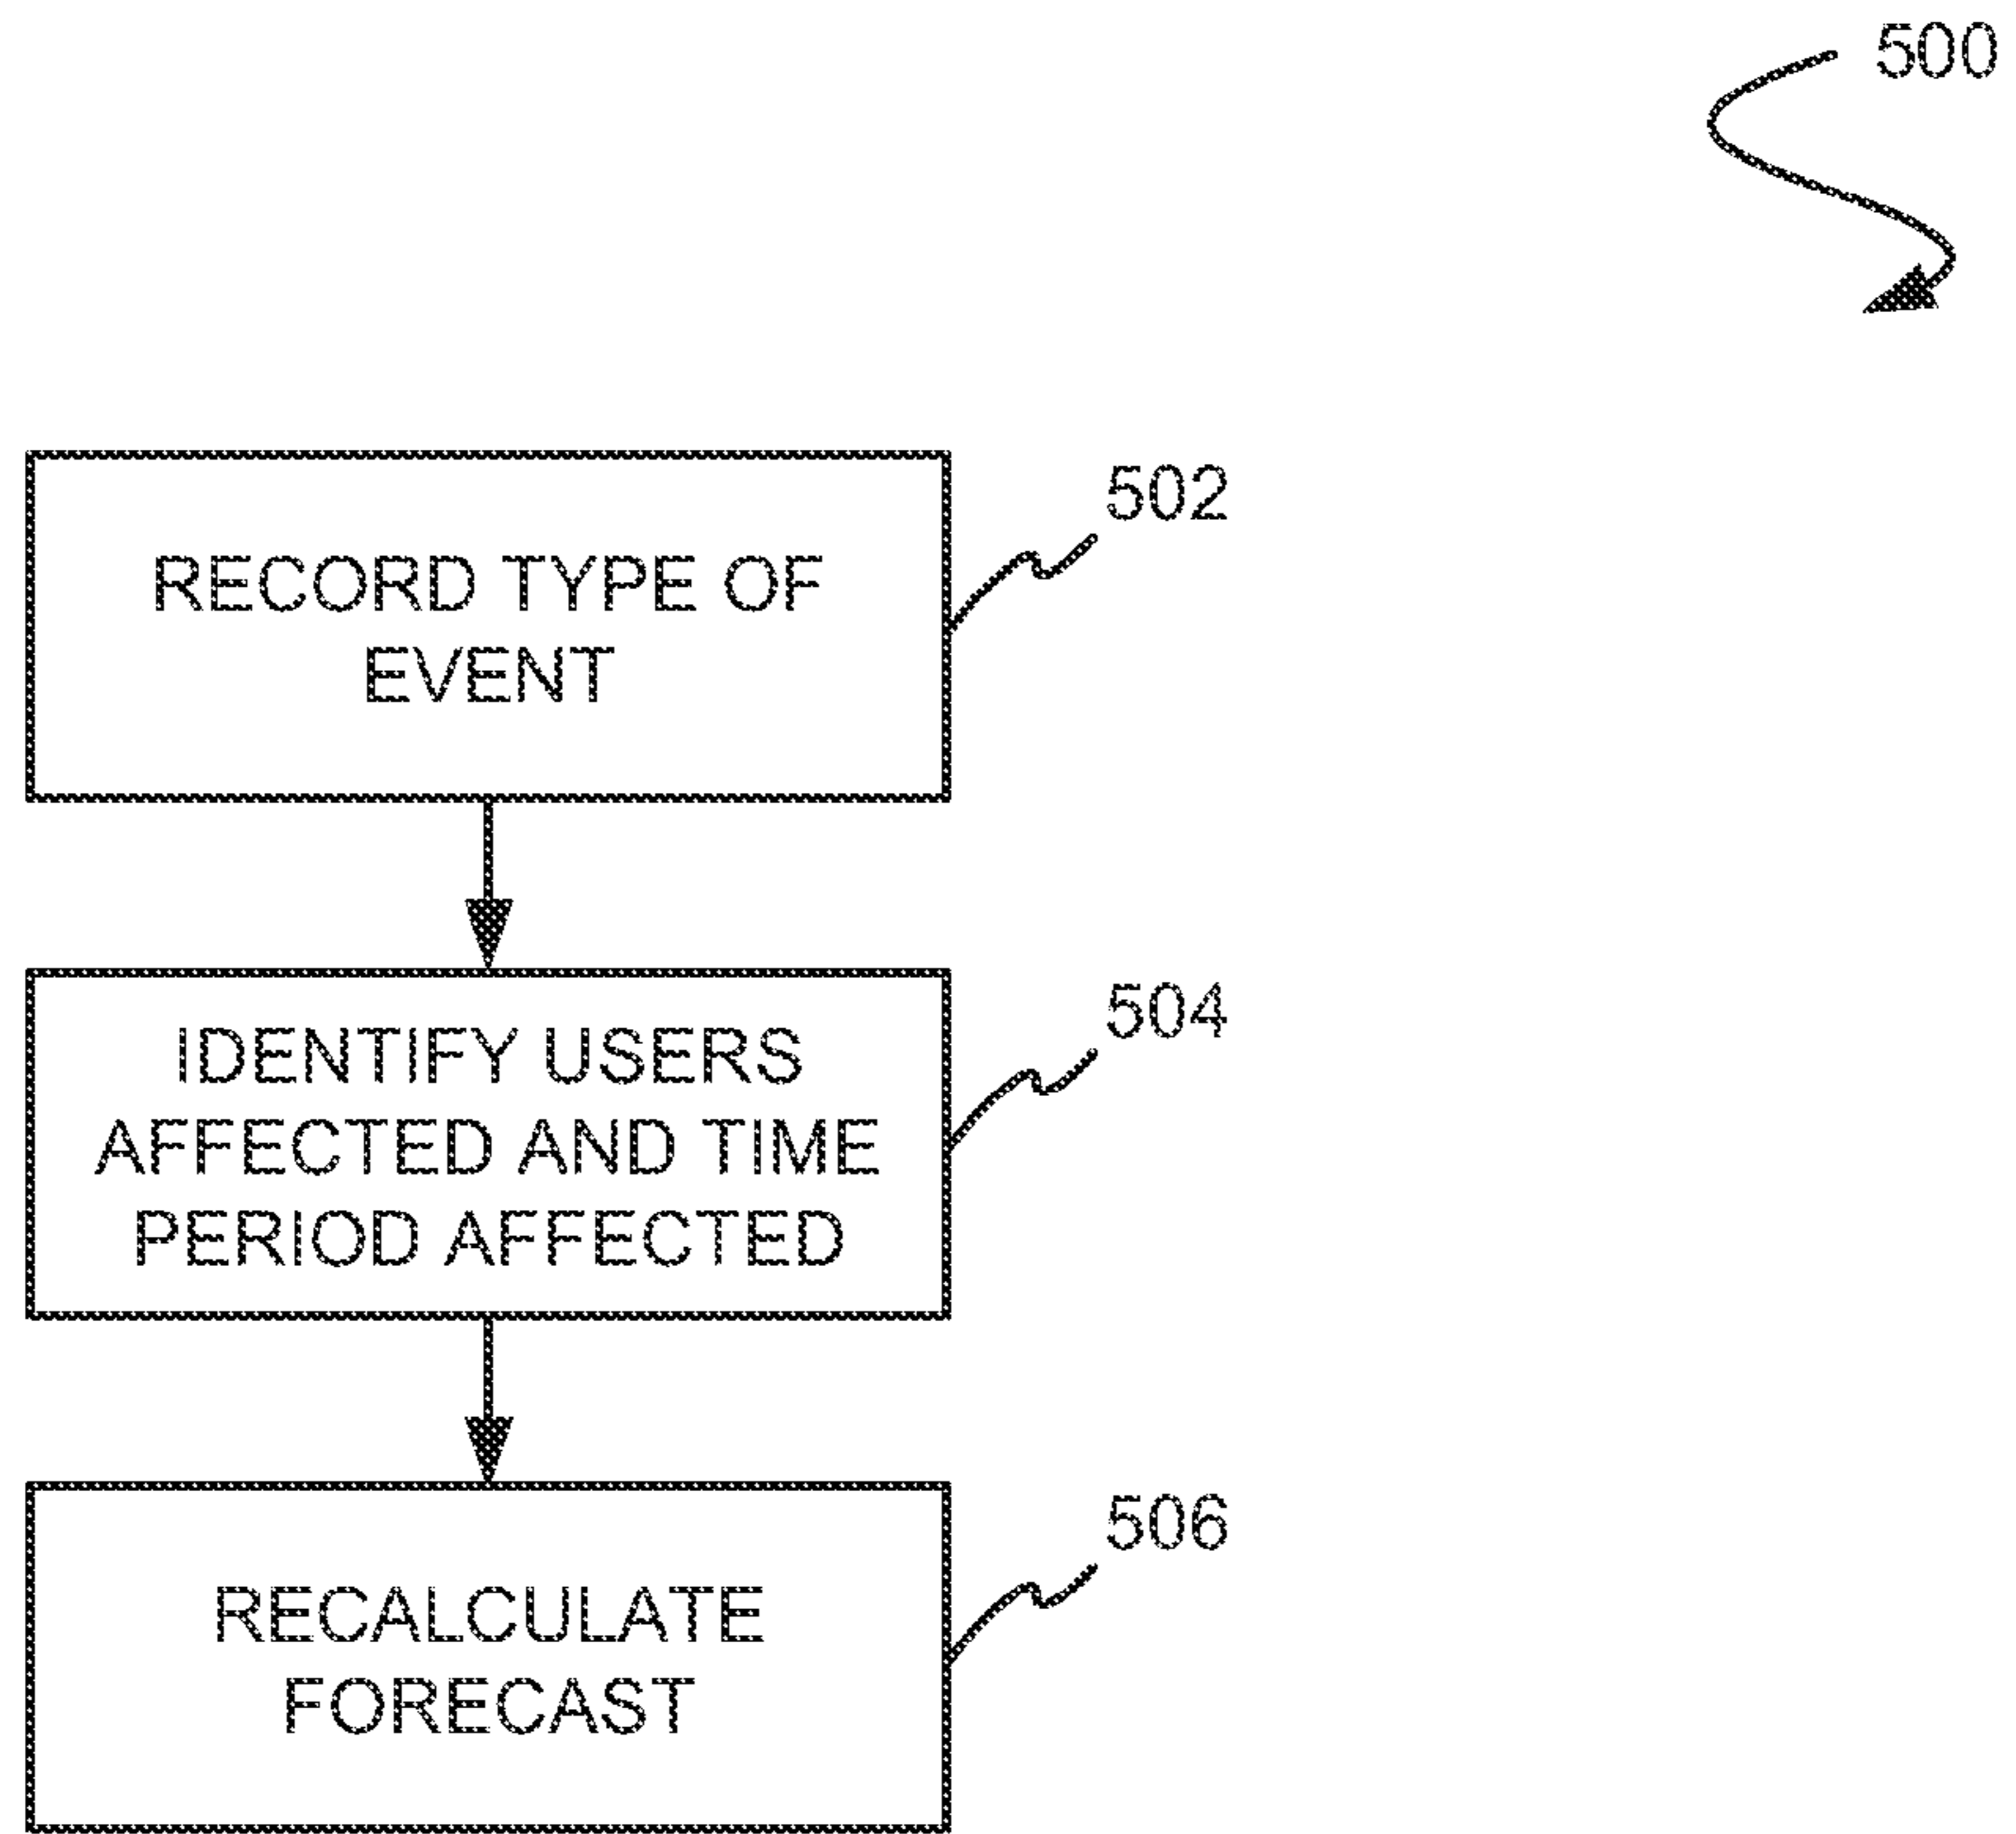 500
502
RECORD TYPE OF
EVENT
504
IDENTIFY USERS
AFFECTED AND TIME
PERIOD AFFECTED
506
RECALCULATE
FORECAST